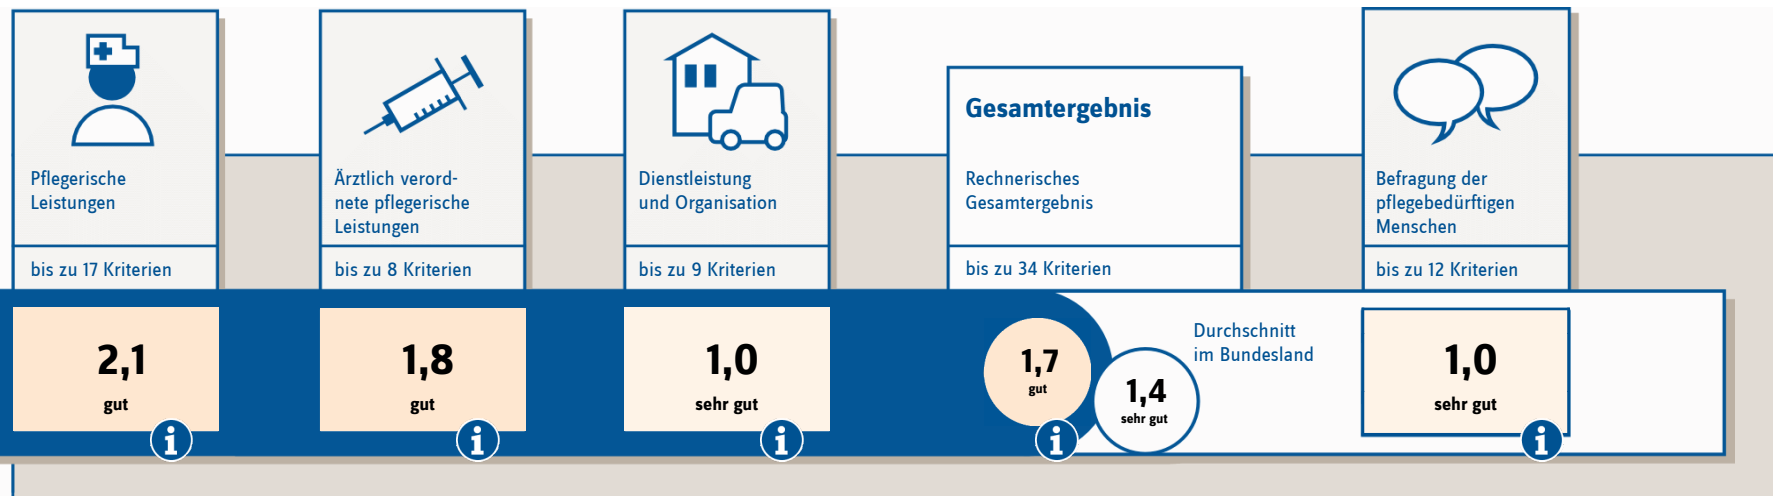 Pflegerische
Leistungen
bis zu 17 Kriterien
2,1
gut
i
Ärztlich verord-
nete pflegerische
Leistungen
bis zu 8 Kriterien
1,8
gut
i
Dienstleistung
und Organisation
bis zu 9 Kriterien
1,0
sehr gut
i
Gesamtergebnis
Rechnerisches
Gesamtergebnis
bis zu 34 Kriterien
1,7
gut
i
1,4
sehr gut
Durchschnitt
im Bundesland
Befragung der
pflegebedürftigen
Menschen
bis zu 12 Kriterien
1,0
sehr gut
i